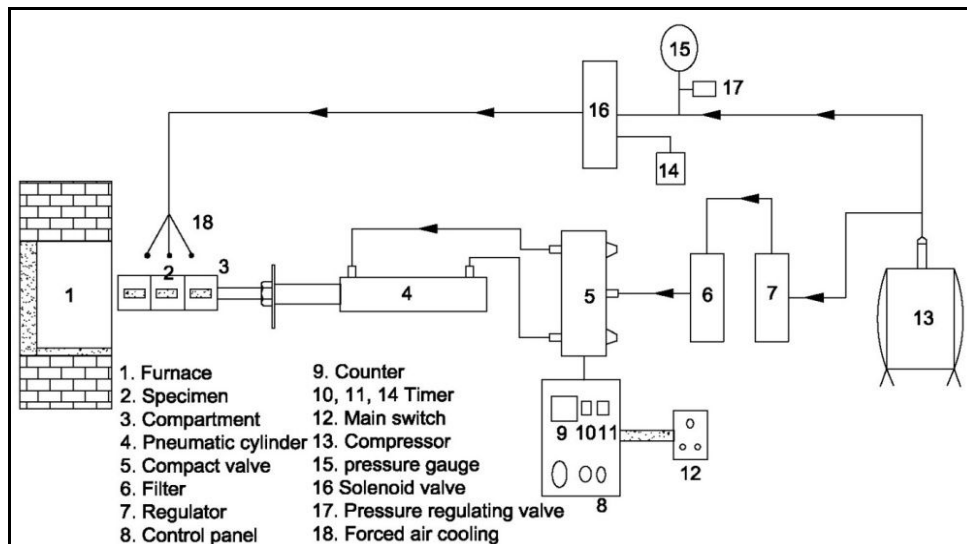 15
17
16
14
18
1
2
3
4
5
6
7
13
9 10 11
12
8
1. Furnace
2. Specimen
3. Compartment
4. Pneumatic cylinder
5. Compact valve
6. Filter
7. Regulator
8. Control panel
9. Counter
10, 11, 14 Timer
12. Main switch
13. Compressor
15. pressure gauge
16 Solenoid valve
17. Pressure regulating valve
18. Forced air cooling